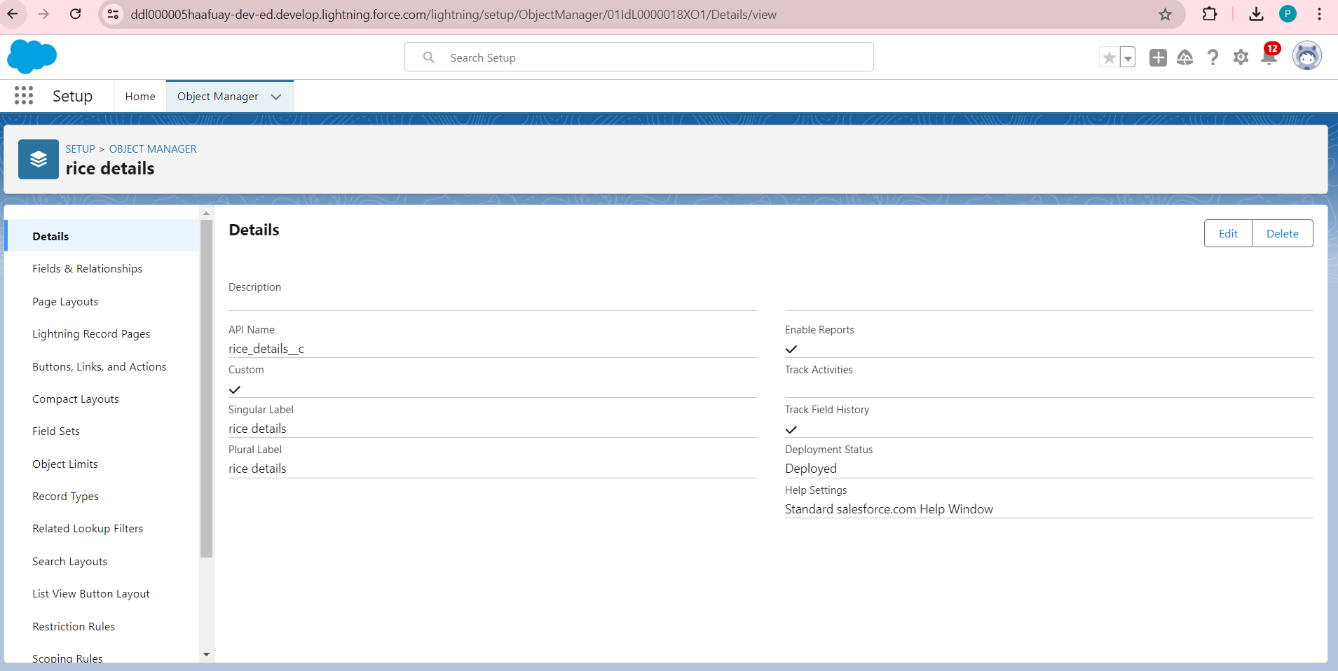 ddl000005haafuay-dev-ed.develop.lightning.force.com/lightning/setup/ObjectManager/01IdL0000018XO1/Details/view
P
Search Setup
12
Setup
Home
Object Manager
SETUP > OBJECT MANAGER
rice details
Details
Fields & Relationships
Page Layouts
Lightning Record Pages
Buttons, Links, and Actions
Compact Layouts
Field Sets
Object Limits
Record Types
Related Lookup Filters
Search Layouts
List View Button Layout
Restriction Rules
Scoping Rules
Details
Edit
Delete
Description
API Name
rice_details__c
Custom
Singular Label
rice details
Plural Label
rice details
Enable Reports
Track Activities
Track Field History
Deployment Status
Deployed
Help Settings
Standard salesforce.com Help Window